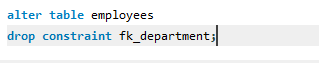 alter table employees
drop constraint fk_department;